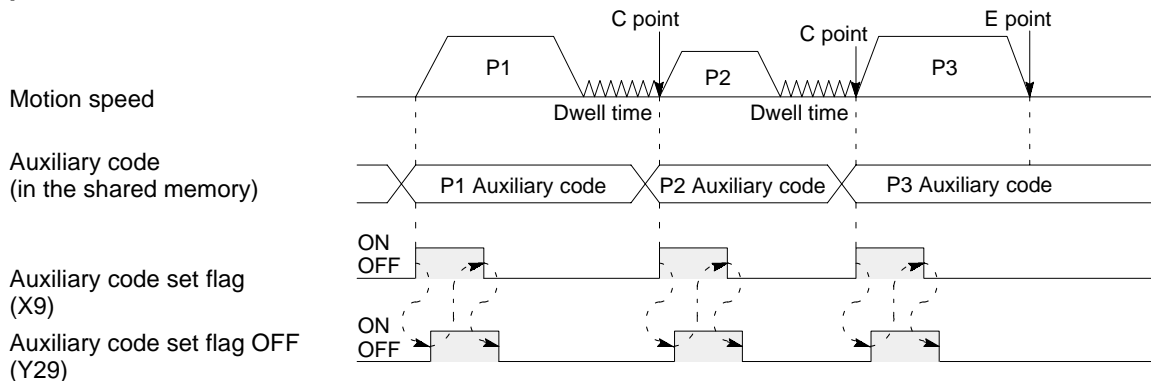 C point
C point
E point
P1
P2
P3
Motion speed
Dwell time
Dwell time
Auxiliary code
(in the shared memory)
P1 Auxiliary code
P2 Auxiliary code
P3 Auxiliary code
ON
OFF
Auxiliary code set flag
(X9)
ON
OFF
Auxiliary code set flag OFF
(Y29)